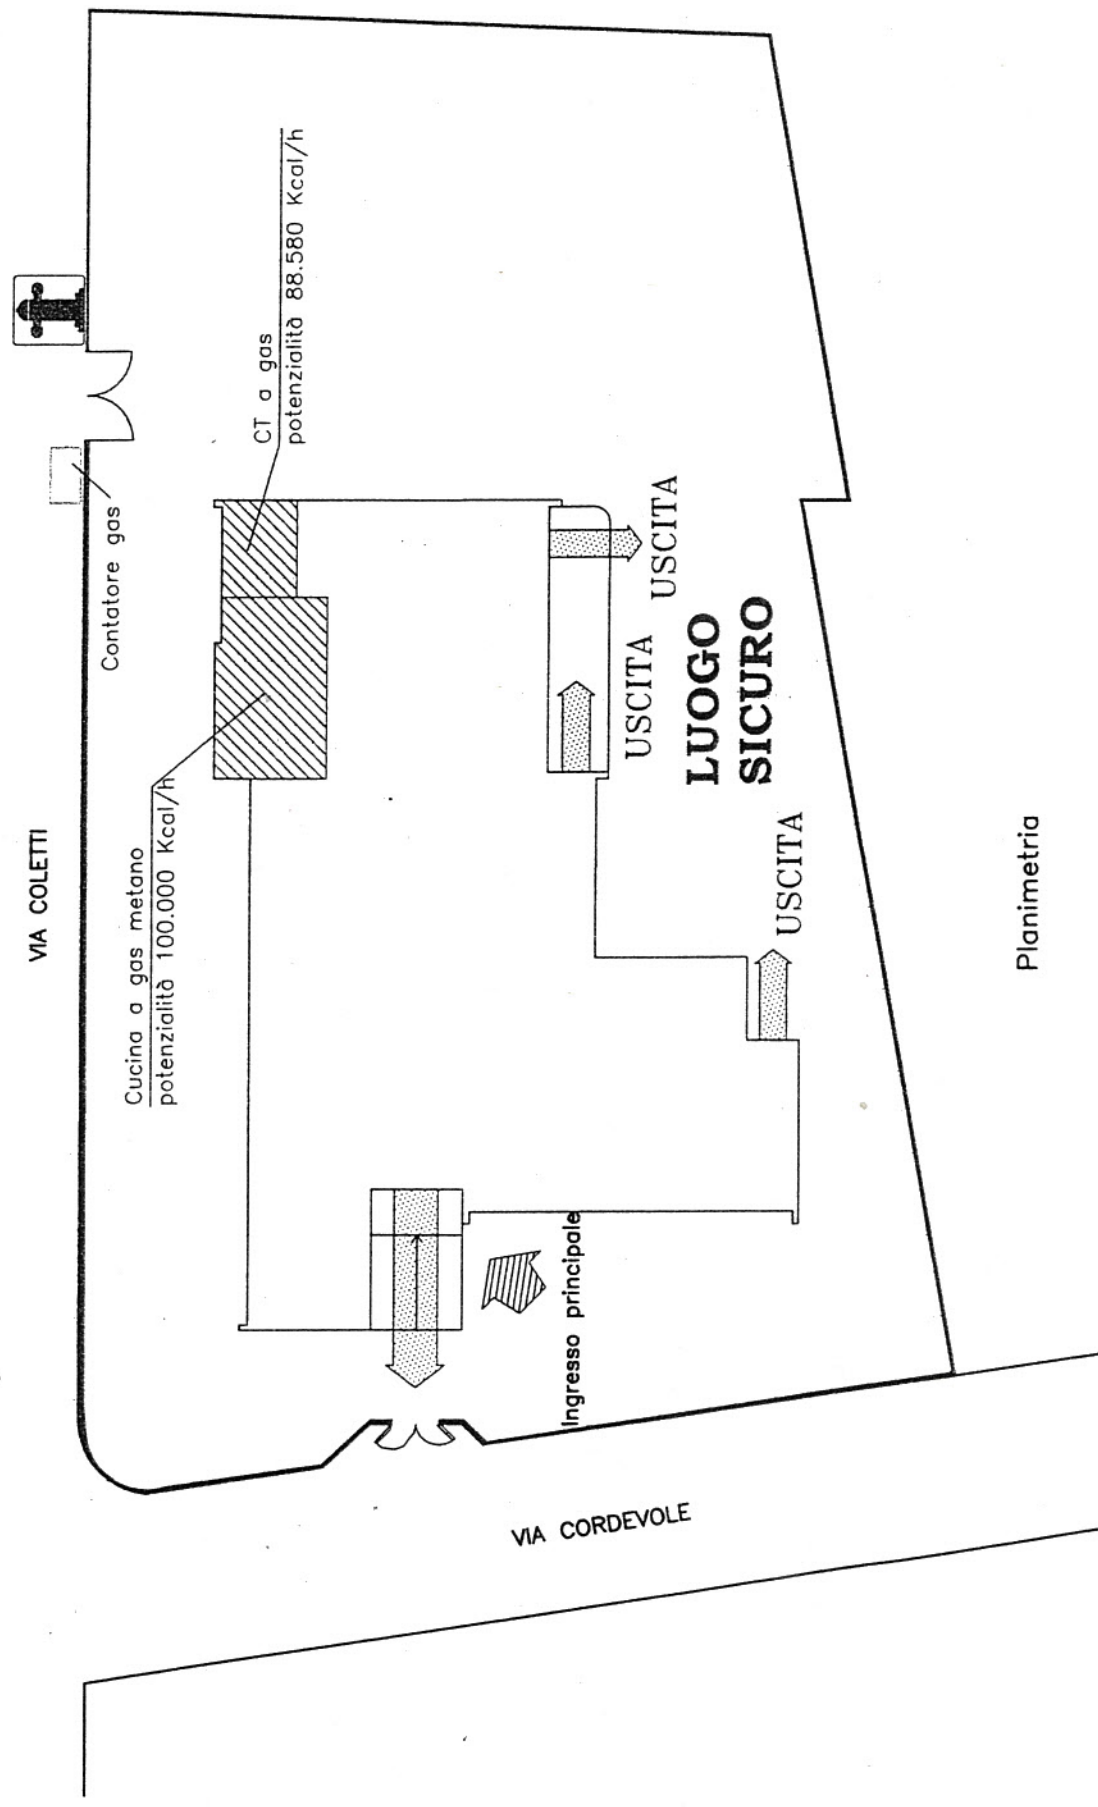 VIA COLETTI
Contatore gas
Cucina a gas metano
potenzialità 100.000 Kcal/h
CT a gas
potenzialità 88.580 Kcal/h
USCITA
USCITA
LUOGO
SICURO
USCITA
Ingresso principale
VIA CORDEVOLE
Planimetria